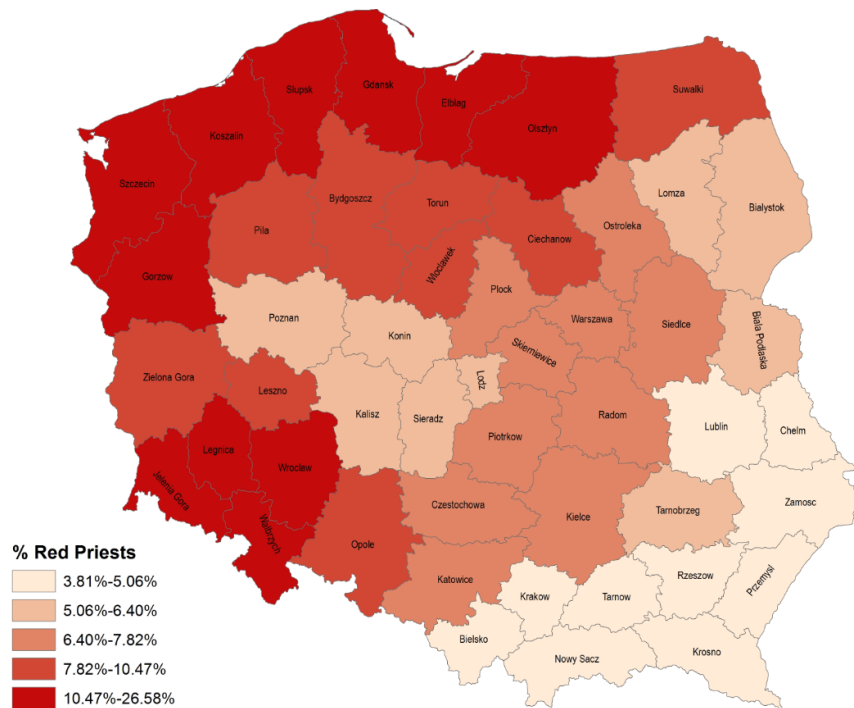 Gdansk
Slupsk
Elblag
Suwalki
Koszalin
Olsztyn
Szczecin
Lomza
Bialystok
Bydgoszcz
Torun
Ostroleka
Pila
Ciechanow
Wloclawek
Gorzow
Plock
Poznan
Warszawa
Siedlce
Biala Podlaska
Konin
Skierniewice
Zielona Gora
Leszno
Lodz
Kalisz
Sieradz
Radom
Lublin
Chelm
Piotrkow
Legnica
Wroclaw
Jelenia Gora
Czestochowa
Kielce
Tarnobrzeg
Zamosc
Walbrzych
Opole
Katowice
Rzeszow
Przemysl
Krakow
Tarnow
Bielsko
Nowy Sacz
Krosno
% Red Priests
3.81%-5.06%
5.06%-6.40%
6.40%-7.82%
7.82%-10.47%
10.47%-26.58%